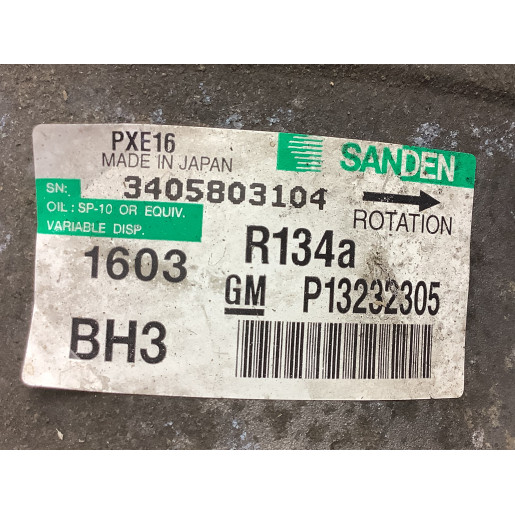 PXE16
MADE IN JAPAN
SANDEN
SN: 3405803104
ROTATION
OIL : SP-10 OR EQUIV.
VARIABLE DISP.
1603
R134a
GM P13232305
BH3